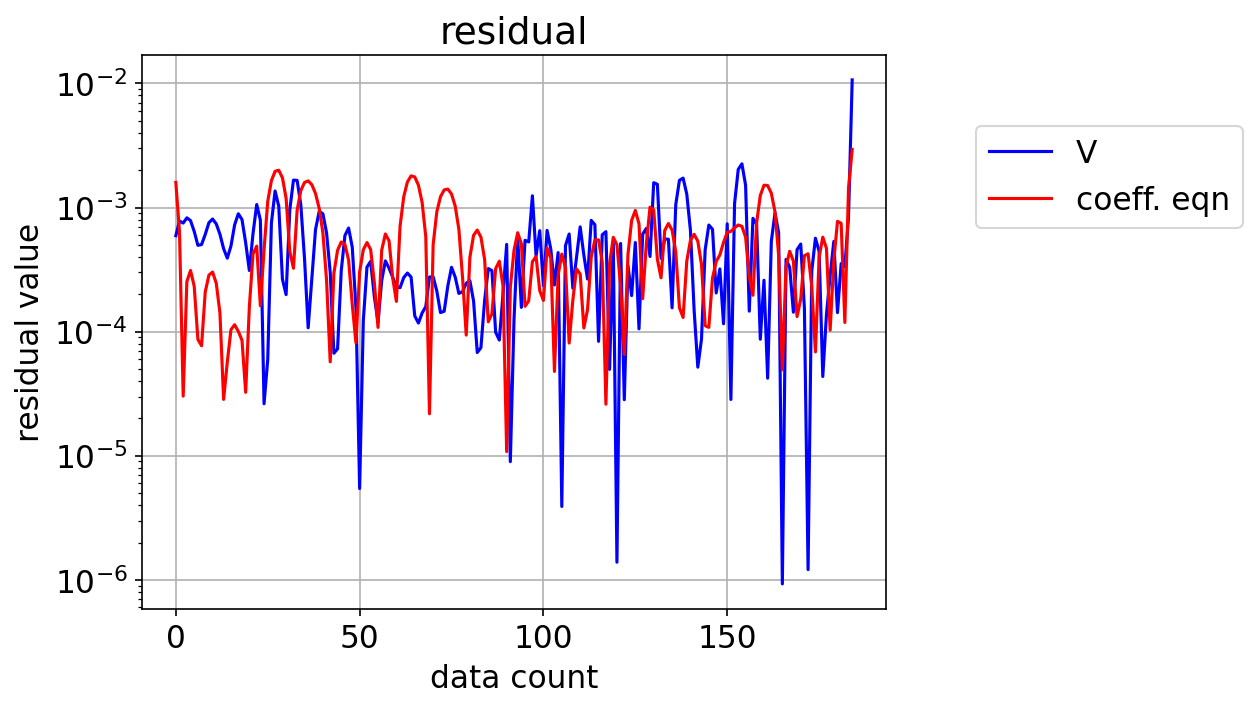 residual
residual value
10⁻²
10⁻³
10⁻⁴
10⁻⁵
10⁻⁶
0 50 100 150
data count
V
coeff. eqn